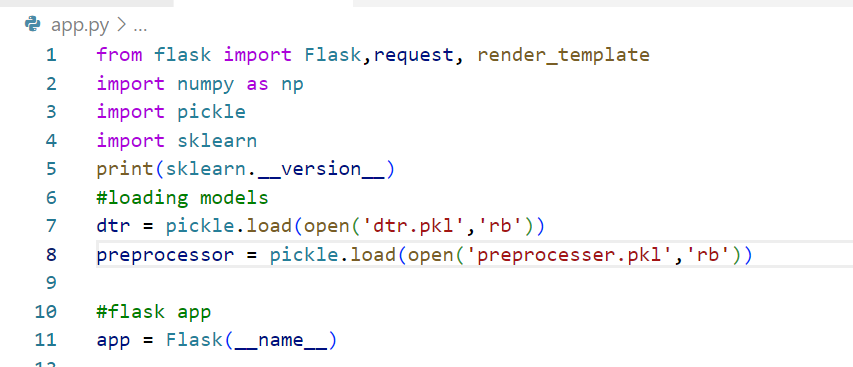 app.py > ...
1 from flask import Flask,request, render_template
2 import numpy as np
3 import pickle
4 import sklearn
5 print(sklearn.__version__)
6 #loading models
7 dtr = pickle.load(open('dtr.pkl','rb'))
8 preprocessor = pickle.load(open('preprocesser.pkl','rb'))
9
10 #flask app
11 app = Flask(__name__)